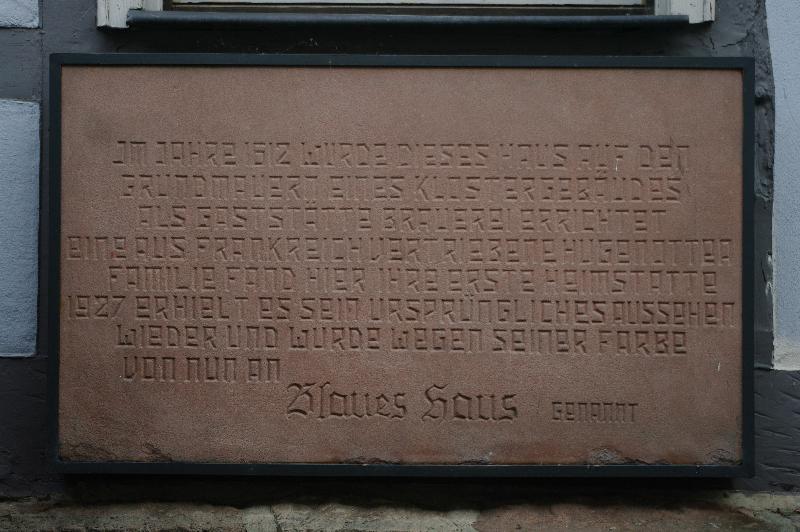 IM JAHRE 1612 WURDE DIESES HAUS AUF DEN
GRUNDMAUERN EINES KLOSTERGEBÄUDES
ALS GASTSTÄTTE BRAUEREI ERRICHTET
EINE AUS FRANKREICH VERTRIEBENE HUGENOTTEN
FAMILIE FAND HIER IHRE ERSTE HEIMSTÄTTE
1927 ERHIELT ES SEIN URSPRÜNGLICHES AUSSEHEN
WIEDER UND WURDE WEGEN SEINER FARBE
VON NUN AN
Blaues Haus GENANNT